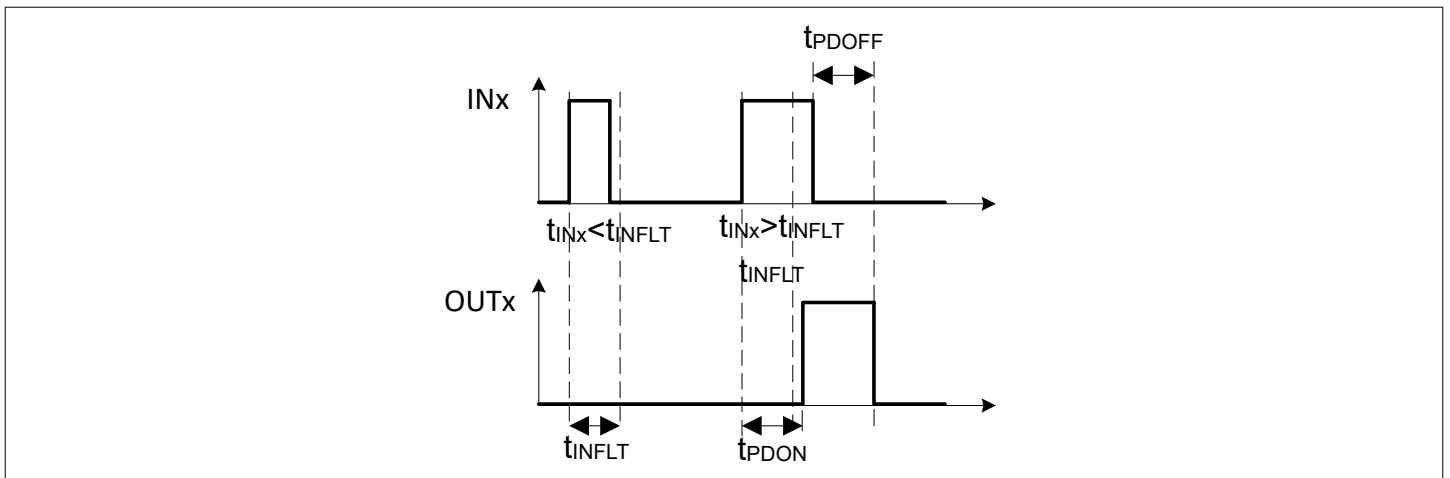 tPDOFF
INx
tINx<tINFLT
tINx>tINFLT
tINFLT
OUTx
tINFLT
tPDON